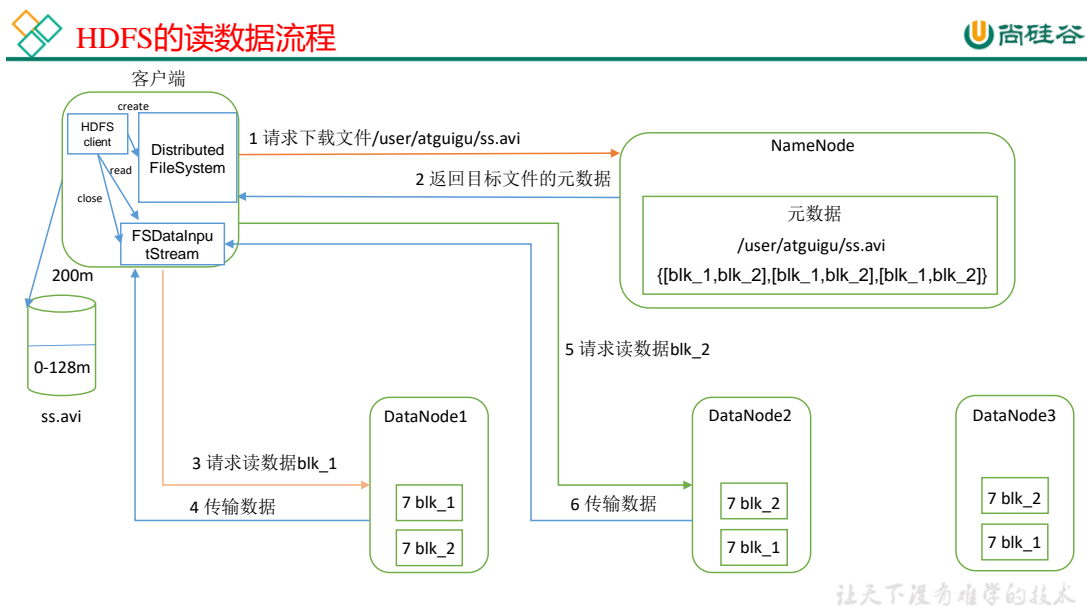 HDFS的读数据流程
尚硅谷
客户端
create
HDFS
client
Distributed
FileSystem
read
close
FSDataInpu
tStream
1 请求下载文件/user/atguigu/ss.avi
2 返回目标文件的元数据
NameNode
元数据
/user/atguigu/ss.avi
{[blk_1,blk_2],[blk_1,blk_2],[blk_1,blk_2]}
200m
0-128m
ss.avi
5 请求读数据blk_2
3 请求读数据blk_1
4 传输数据
DataNode1
7 blk_1
7 blk_2
6 传输数据
DataNode2
7 blk_2
7 blk_1
DataNode3
7 blk_2
7 blk_1
让天下没有难学的技术